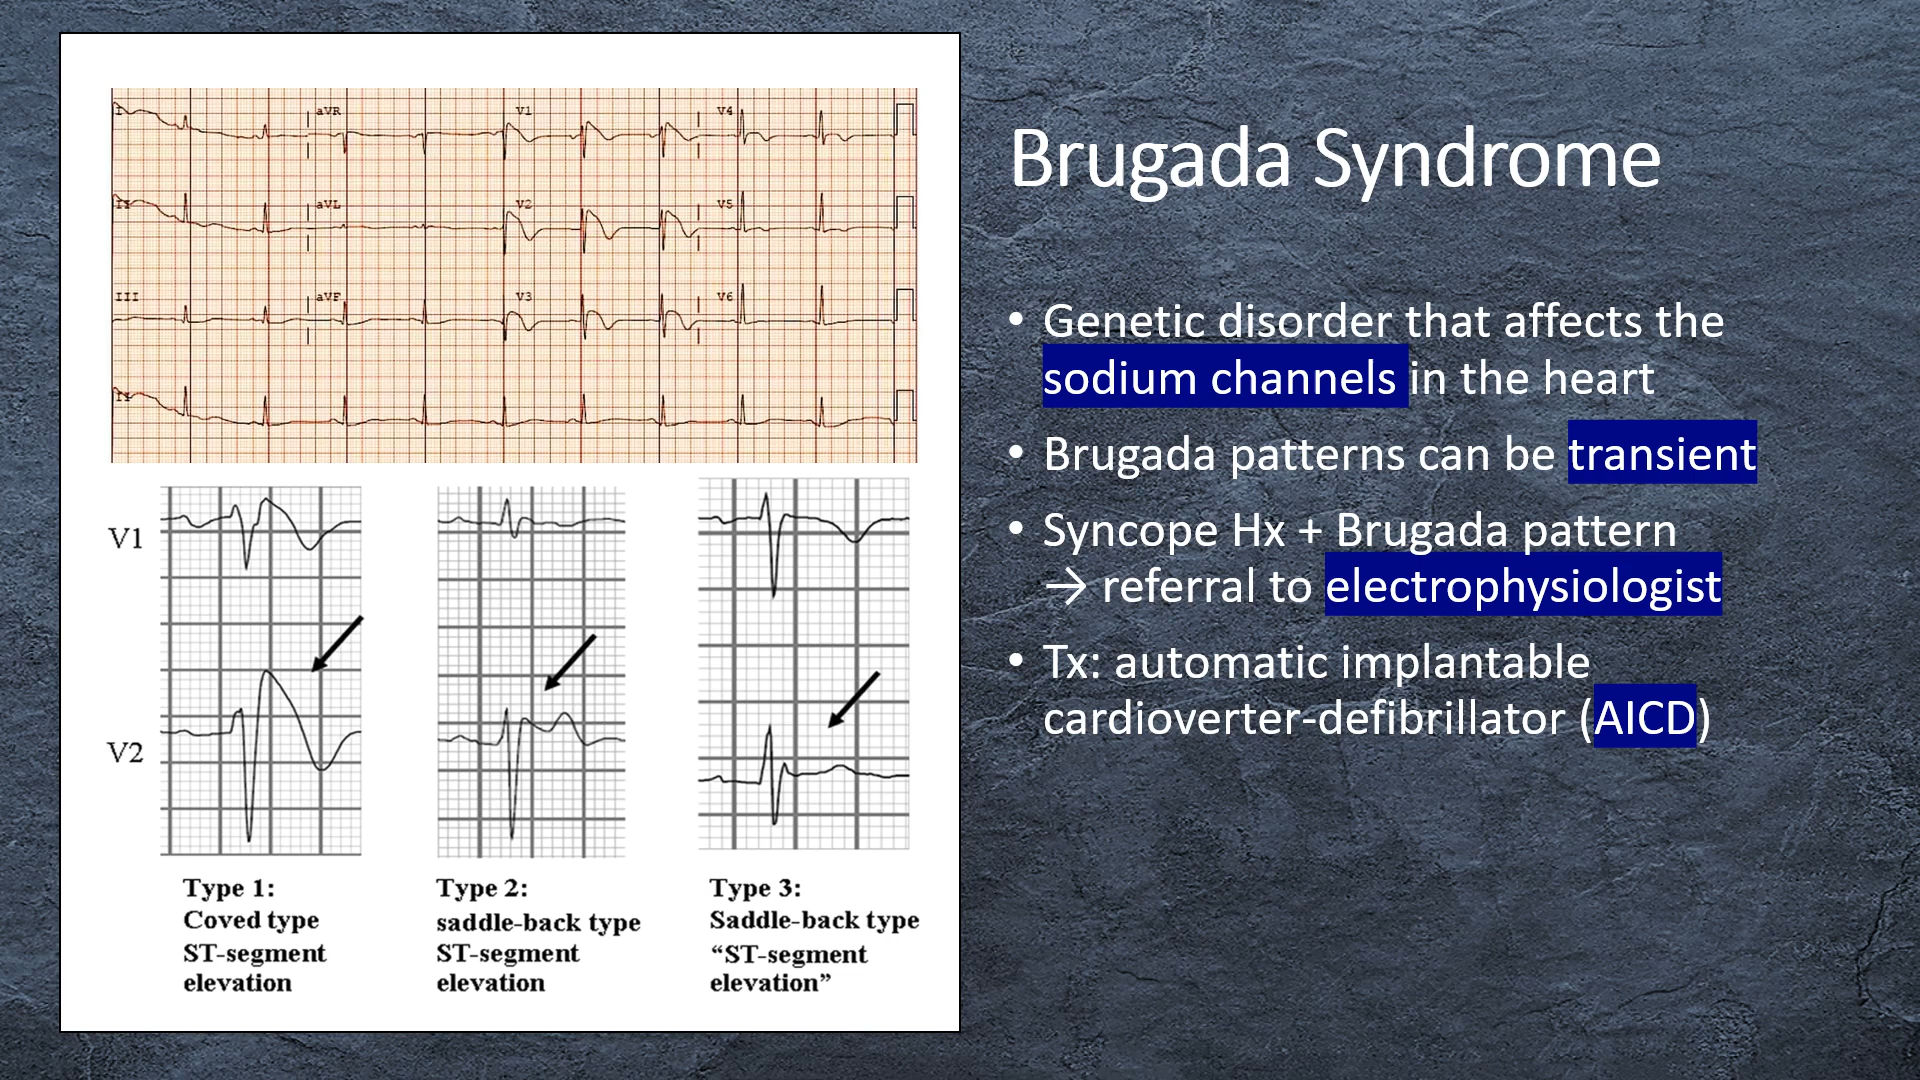 I aVR V1 V4
II aVL V2 V5
III aVF V3 V6
II
V1
V2
Type 1:
Coved type
ST-segment
elevation
Type 2:
saddle-back type
ST-segment
elevation
Type 3:
Saddle-back type
“ST-segment
elevation”
Brugada Syndrome
• Genetic disorder that affects the
sodium channels in the heart
• Brugada patterns can be transient
• Syncope Hx + Brugada pattern
→ referral to electrophysiologist
• Tx: automatic implantable
cardioverter-defibrillator (AICD)